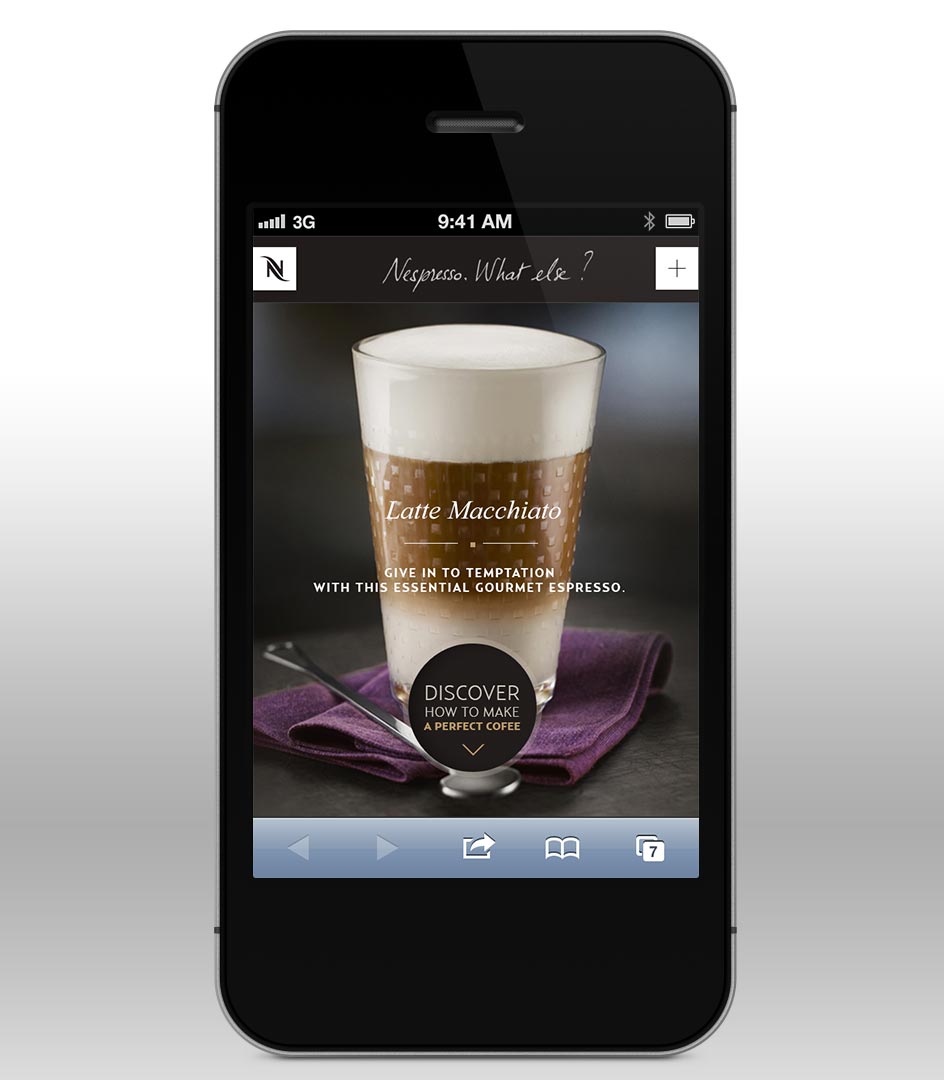 3G
9:41 AM
N
Nespresso. What else ?
Latte Macchiato
GIVE IN TO TEMPTATION
WITH THIS ESSENTIAL GOURMET ESPRESSO.
DISCOVER
HOW TO MAKE
A PERFECT COFEE
7